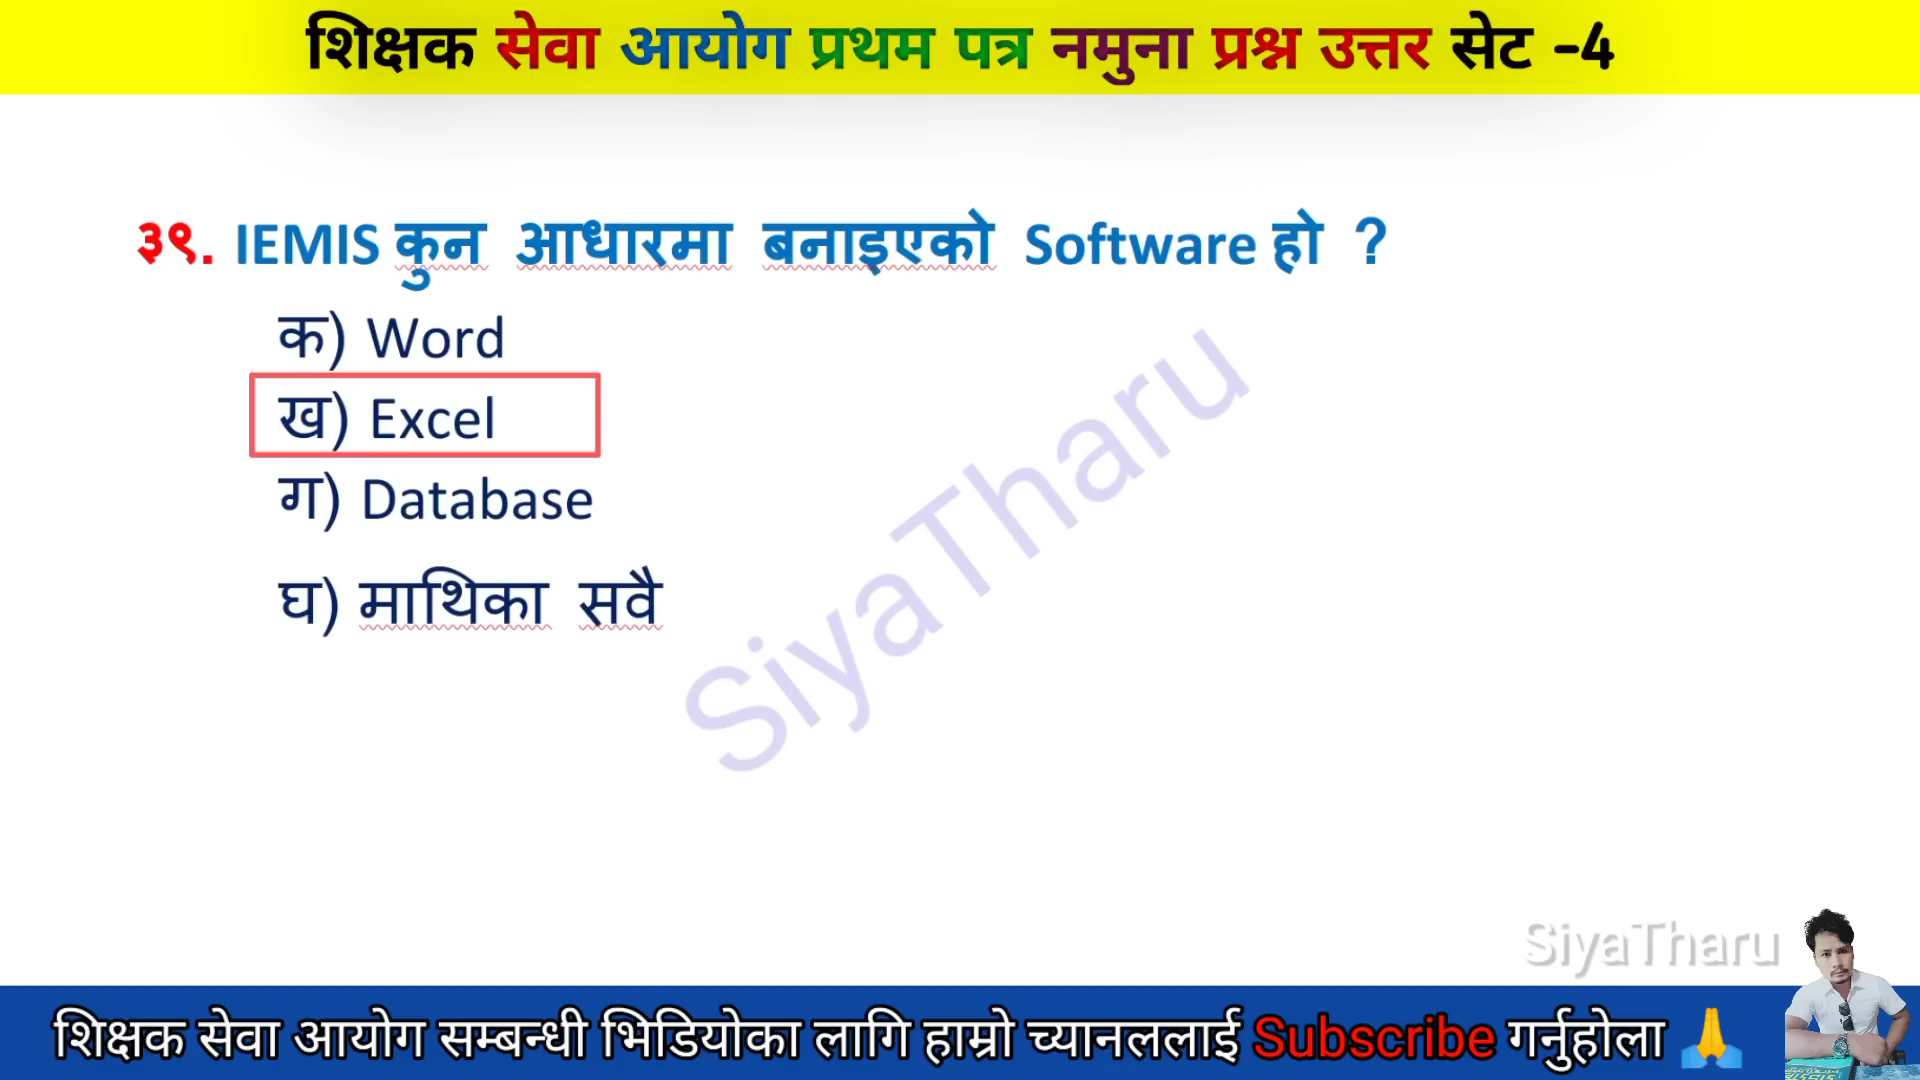 शिक्षक सेवा आयोग प्रथम पत्र नमुना प्रश्न उत्तर सेट -4
३९. IEMIS कुन आधारमा बनाइएको Software हो ?
क) Word
ख) Excel
ग) Database
घ) माथिका सवै
SiyaTharu
SiyaTharu
शिक्षक सेवा आयोग सम्बन्धी भिडियोका लागि हाम्रो च्यानललाई Subscribe गर्नुहोला 🙏